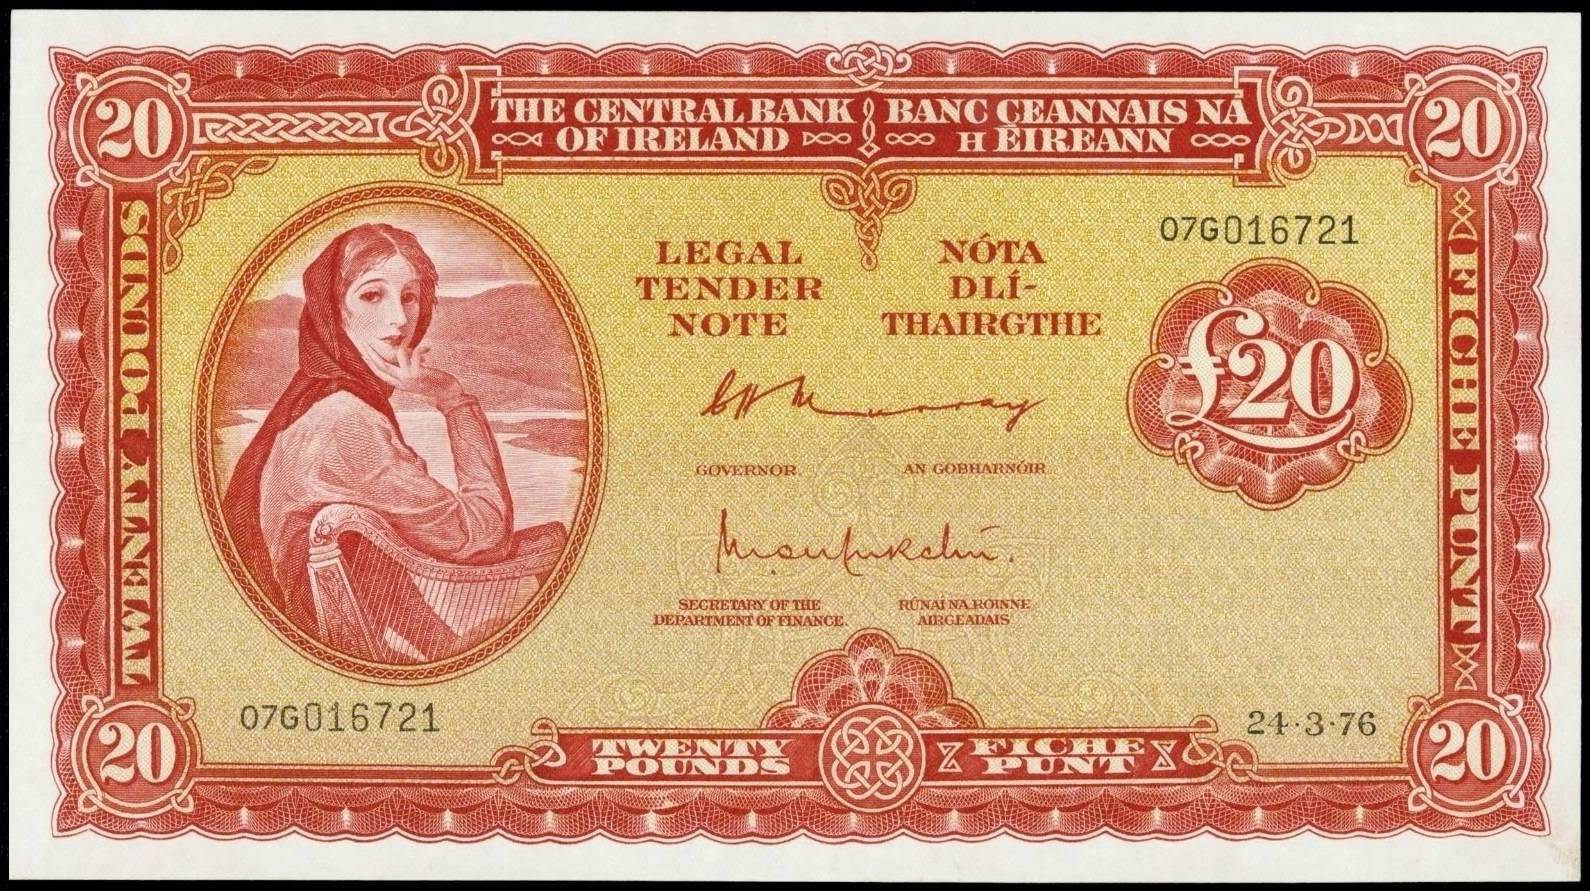 20
20
THE CENTRAL BANK
OF IRELAND
BANC CEANNAIS NA
H ÉIREANN
07G016721
LEGAL
TENDER
NOTE
NÓTA
DLÍ-
THAIRGTHE
£20
TWENTY POUNDS
FICHE PUNT
C H Murray
GOVERNOR
AN GOBHARNÓIR
SECRETARY OF THE
DEPARTMENT OF FINANCE.
RÚNAÍ NA ROINNE
AIRGEADAIS
07G016721
24·3·76
20
TWENTY
POUNDS
FICHE
PUNT
20